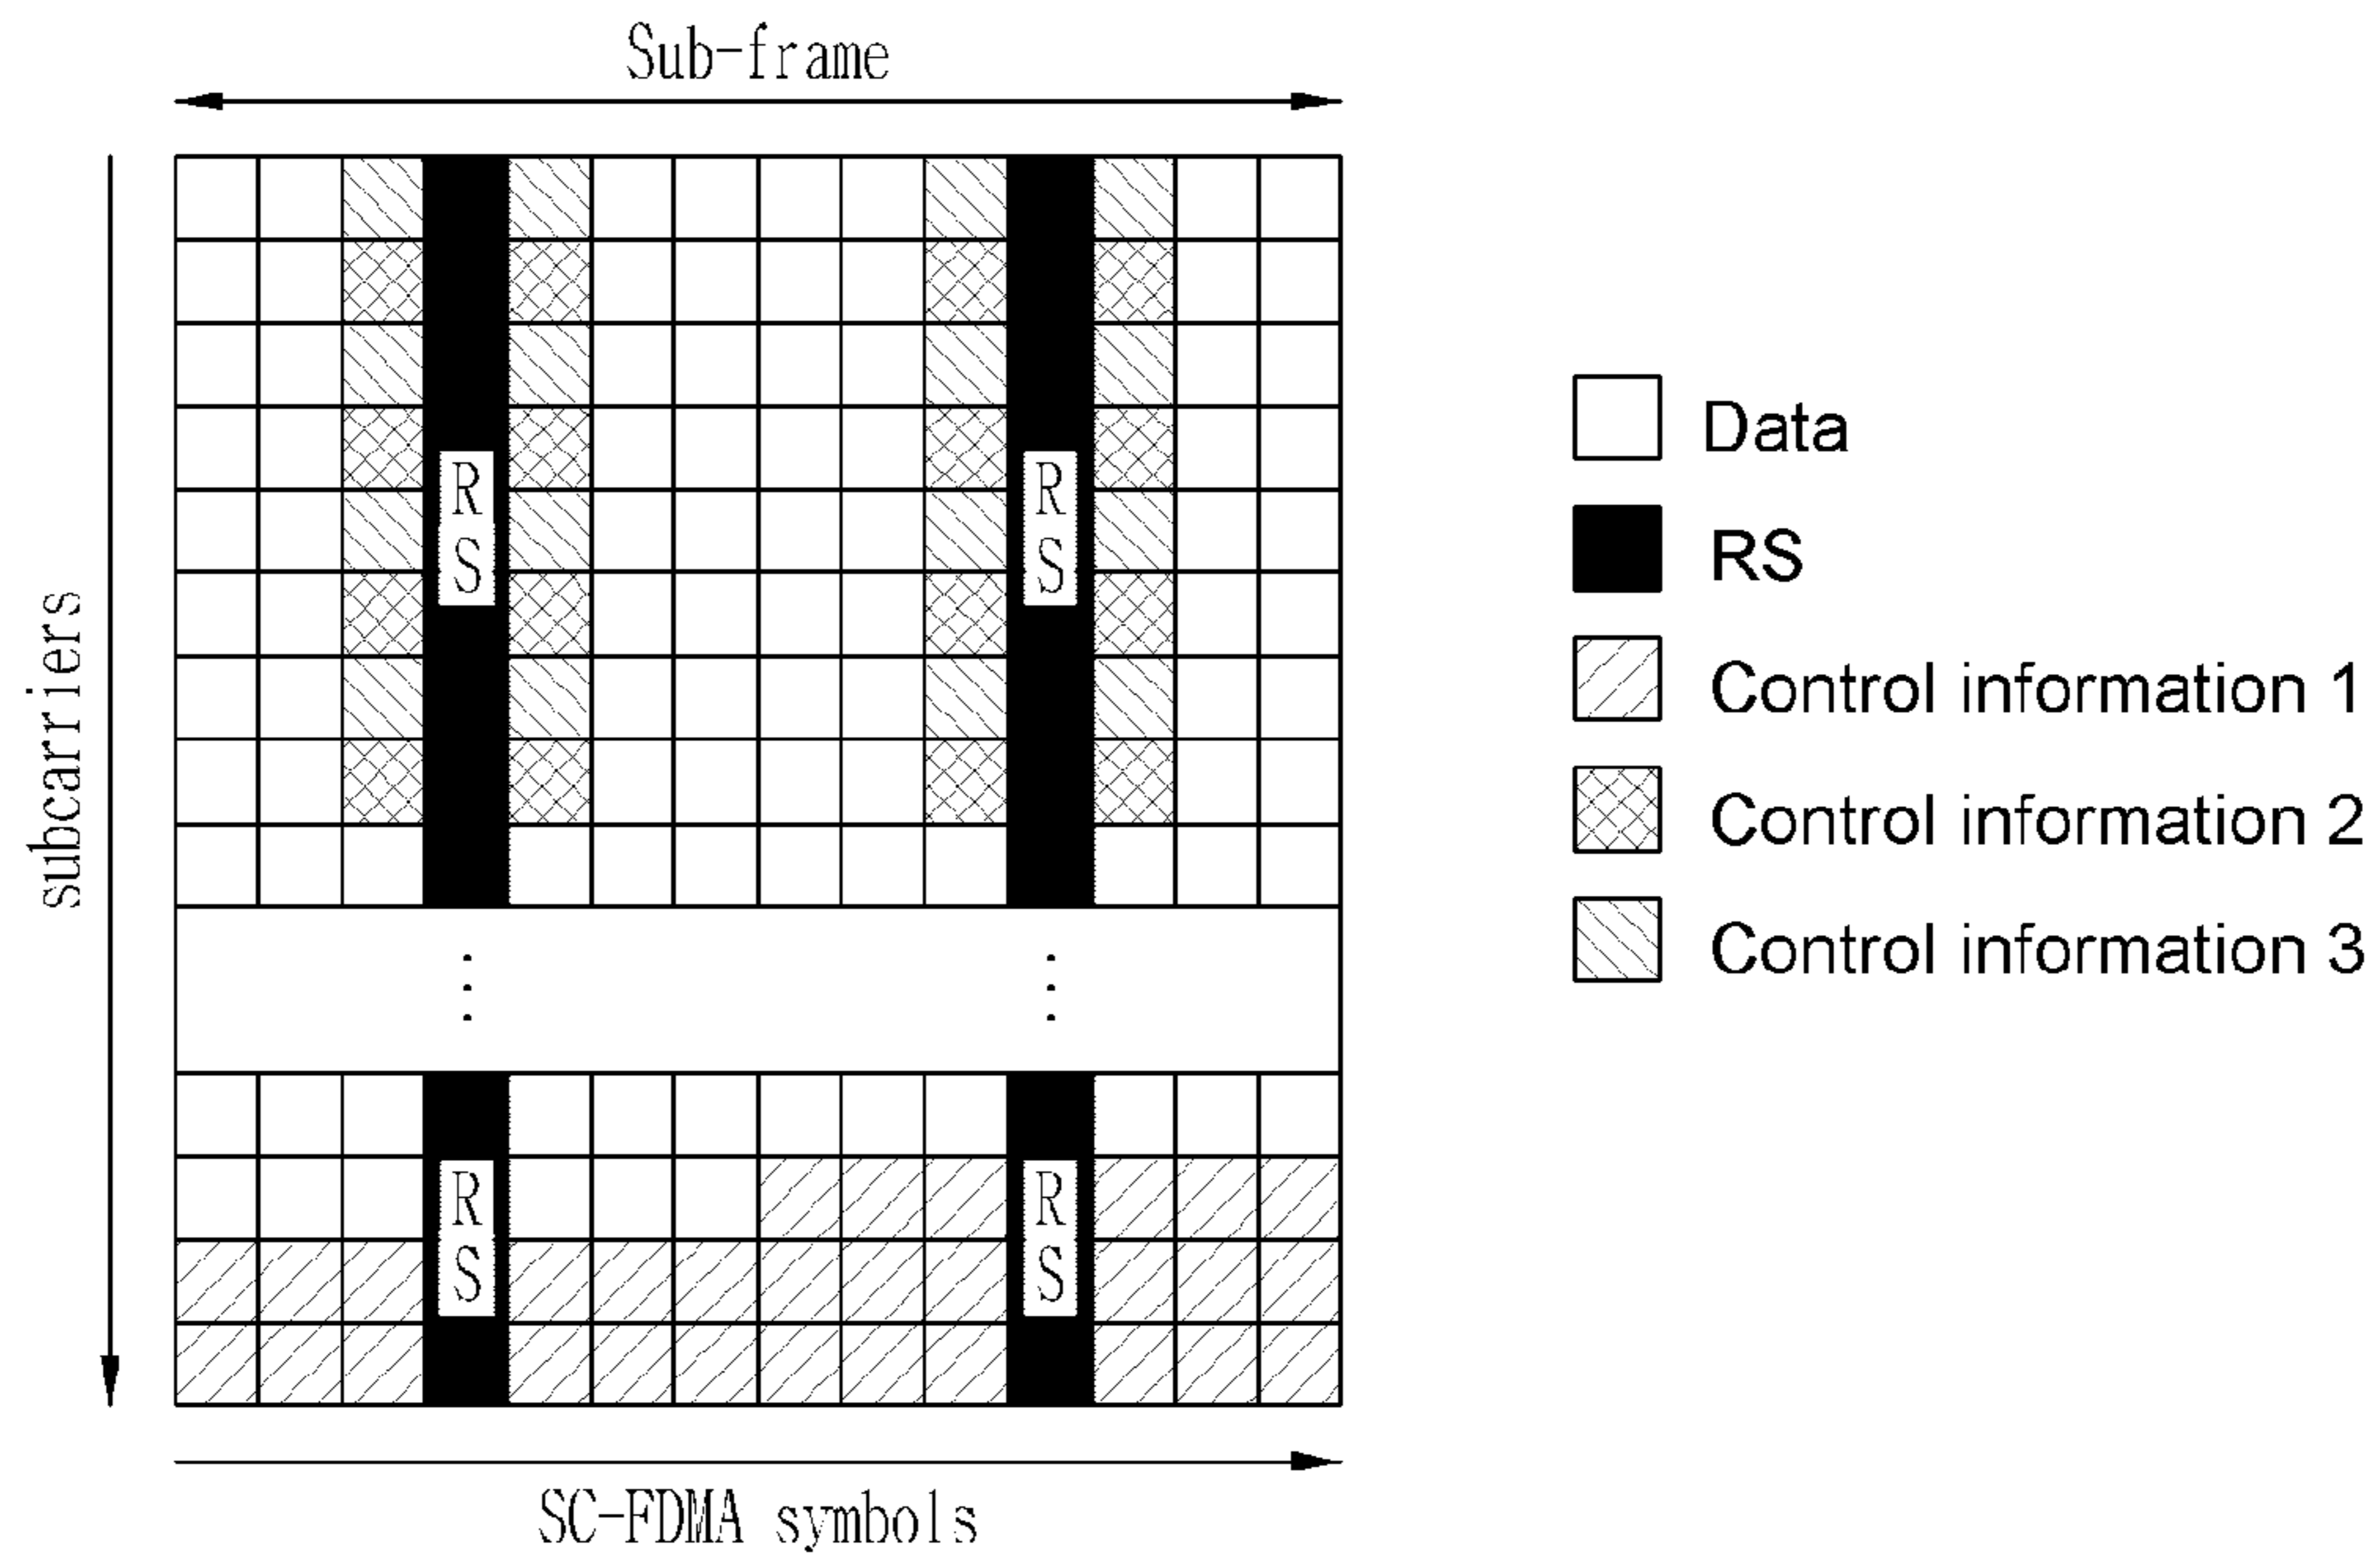 Sub-frame
subcarriers
R
S
R
S
R
S
R
S
SC-FDMA symbols
Data
RS
Control information 1
Control information 2
Control information 3